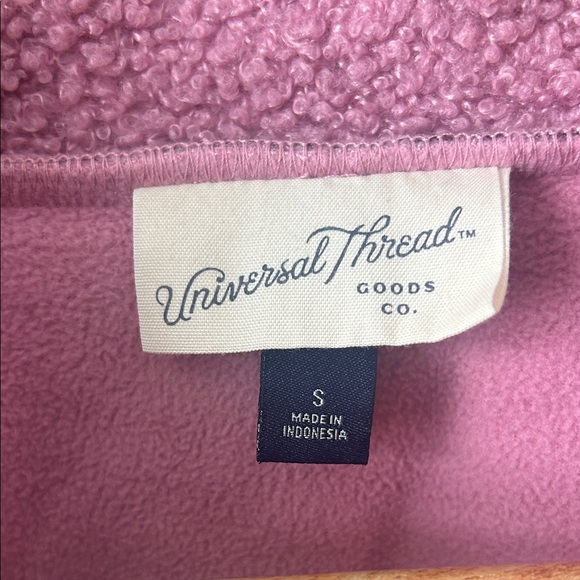 Universal Thread™
GOODS
CO.
S
MADE IN
INDONESIA